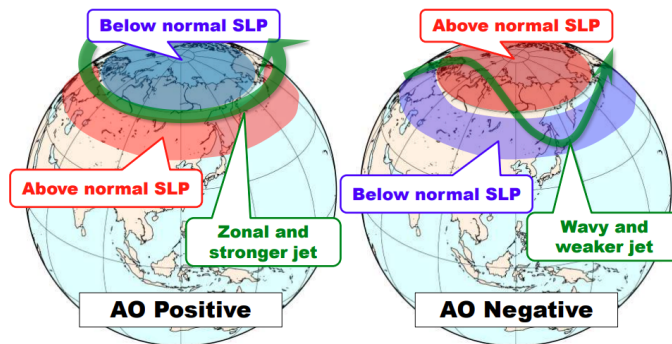 Below normal SLP
Above normal SLP
Zonal and
stronger jet
AO Positive
Above normal SLP
Below normal SLP
Wavy and
weaker jet
AO Negative